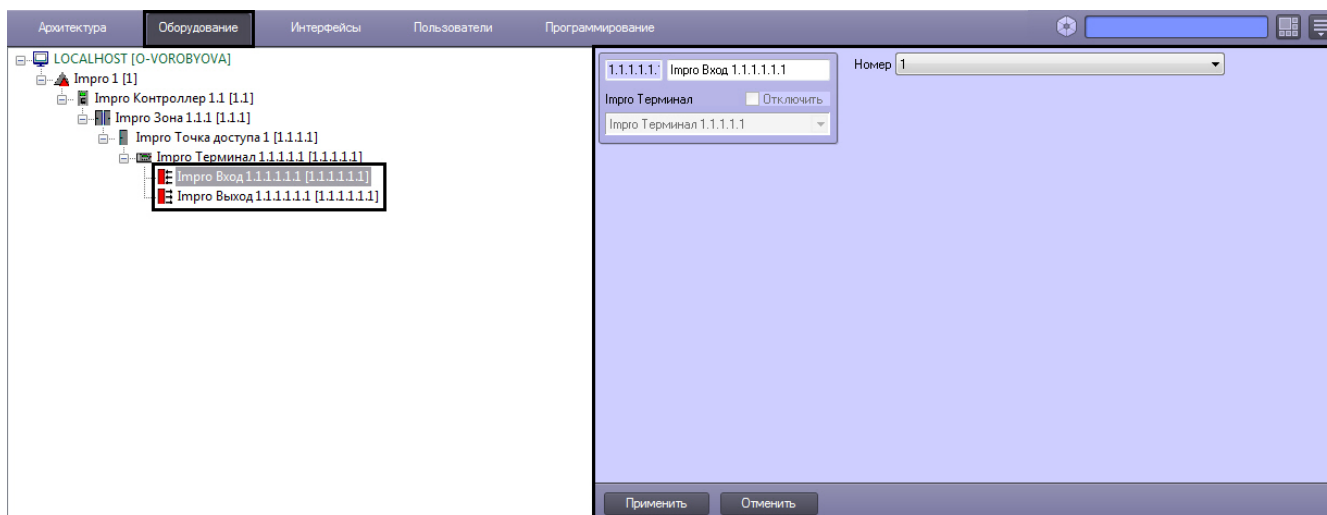 Архитектура Оборудование Интерфейсы Пользователи Программирование
LOCALHOST [O-VOROBYOVA]
Impro 1 [1]
Impro Контроллер 1.1 [1.1]
Impro Зона 1.1.1 [1.1.1]
Impro Точка доступа 1 [1.1.1.1]
Impro Терминал 1.1.1.1.1 [1.1.1.1.1]
Impro Вход 1.1.1.1.1.1 [1.1.1.1.1.1]
Impro Выход 1.1.1.1.1.1 [1.1.1.1.1.1]
1.1.1.1.1. Impro Вход 1.1.1.1.1.1
Impro Терминал Отключить
Impro Терминал 1.1.1.1.1
Номер 1
Применить Отменить